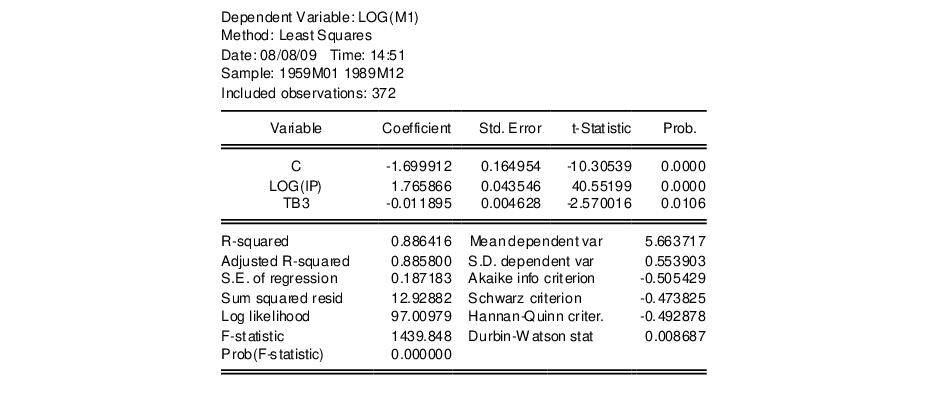 Dependent Variable: LOG(M1)
Method: Least Squares
Date: 08/08/09 Time: 14:51
Sample: 1959M01 1989M12
Included observations: 372
Variable Coefficient Std. Error t-Statistic Prob.
C -1.699912 0.164954 -10.30539 0.0000
LOG(IP) 1.765866 0.043546 40.55199 0.0000
TB3 -0.011895 0.004628 -2.570016 0.0106
R-squared 0.886416 Mean dependent var 5.663717
Adjusted R-squared 0.885800 S.D. dependent var 0.553903
S.E. of regression 0.187183 Akaike info criterion -0.505429
Sum squared resid 12.92882 Schwarz criterion -0.473825
Log likelihood 97.00979 Hannan-Quinn criter. -0.492878
F-statistic 1439.848 Durbin-Watson stat 0.008687
Prob(F-statistic) 0.000000